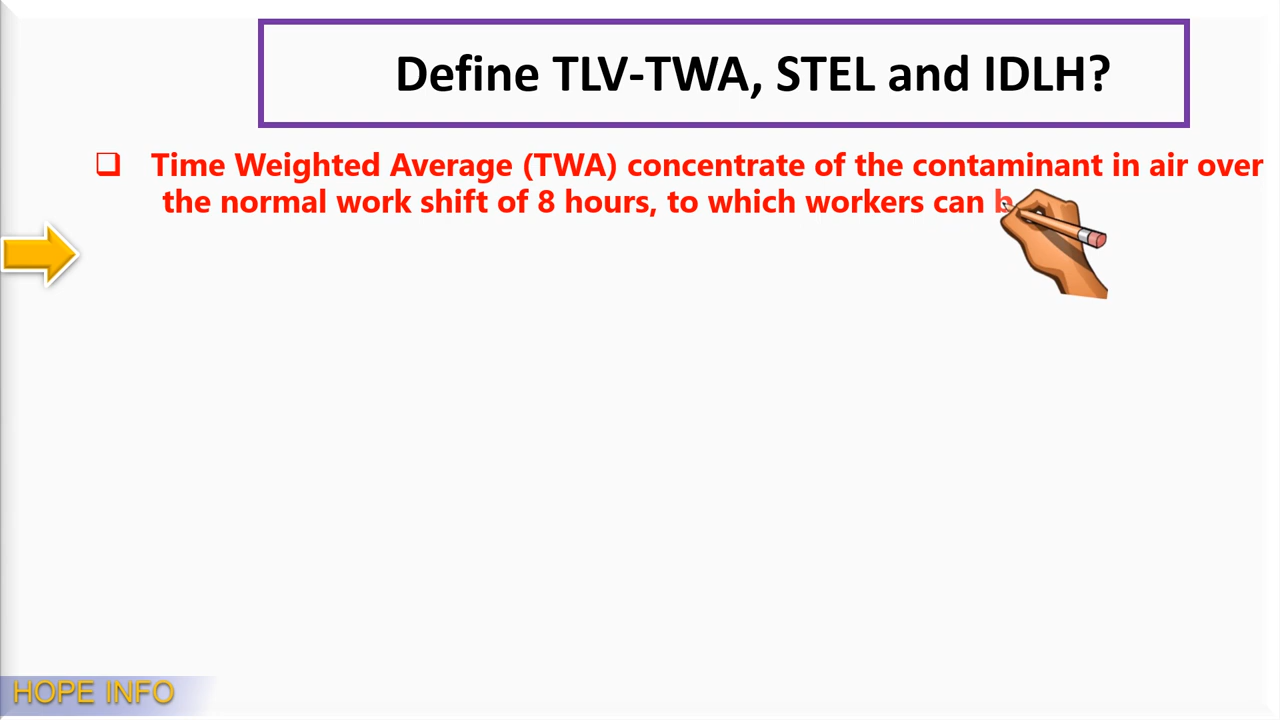 Define TLV-TWA, STEL and IDLH?
Time Weighted Average (TWA) concentrate of the contaminant in air over
the normal work shift of 8 hours, to which workers can
HOPE INFO